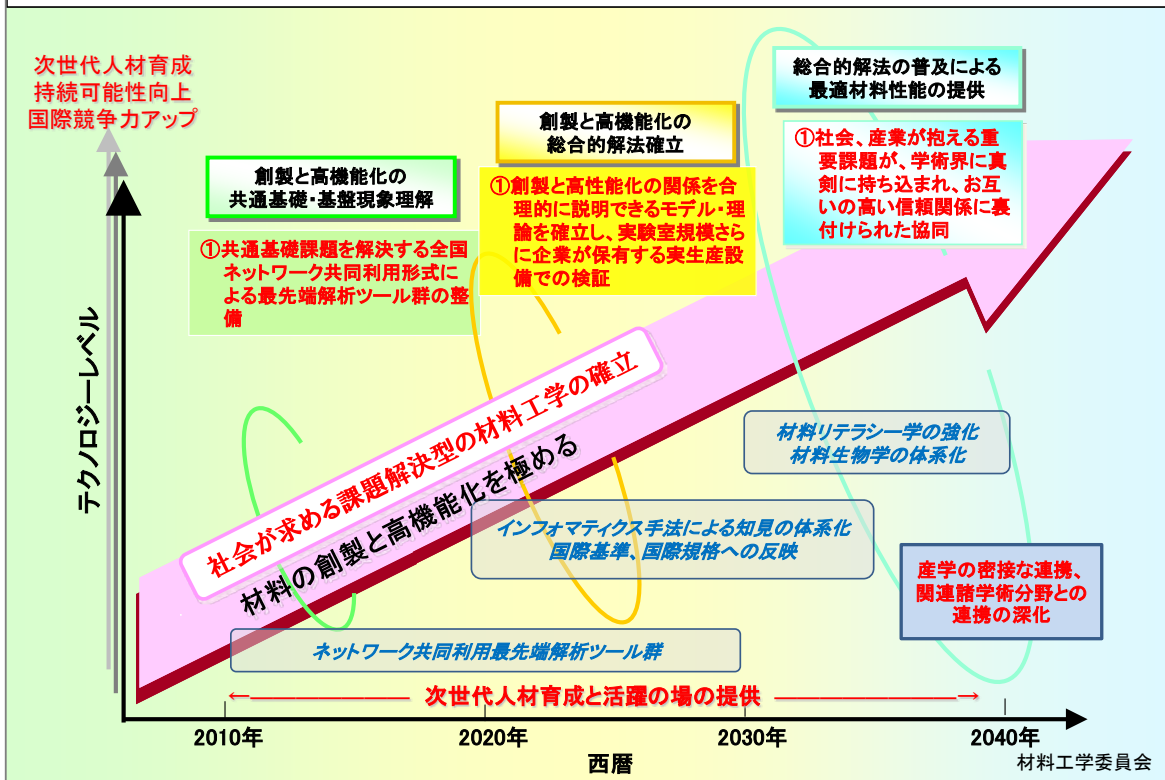 次世代人材育成
持続可能性向上
国際競争力アップ
テクノロジーレベル
創製と高機能化の
共通基礎・基盤現象理解
①共通基礎課題を解決する全国
ネットワーク共同利用形式に
よる最先端解析ツール群の整
備
創製と高機能化の
総合的解法確立
①創製と高性能化の関係を合
理的に説明できるモデル・理
論を確立し、実験室規模さら
に企業が保有する実生産設
備での検証
総合的解法の普及による
最適材料性能の提供
①社会、産業が抱える重
要課題が、学術界に真
剣に持ち込まれ、お互
いの高い信頼関係に裏
付けられた協同
社会が求める課題解決型の材料工学の確立
材料の創製と高機能化を極める
材料リテラシー学の強化
材料生物学の体系化
インフォマティクス手法による知見の体系化
国際基準、国際規格への反映
産学の密接な連携、
関連諸学術分野との
連携の深化
ネットワーク共同利用最先端解析ツール群
←―――――――― 次世代人材育成と活躍の場の提供 ――――――――→
2010年
2020年
2030年
2040年
西暦
材料工学委員会